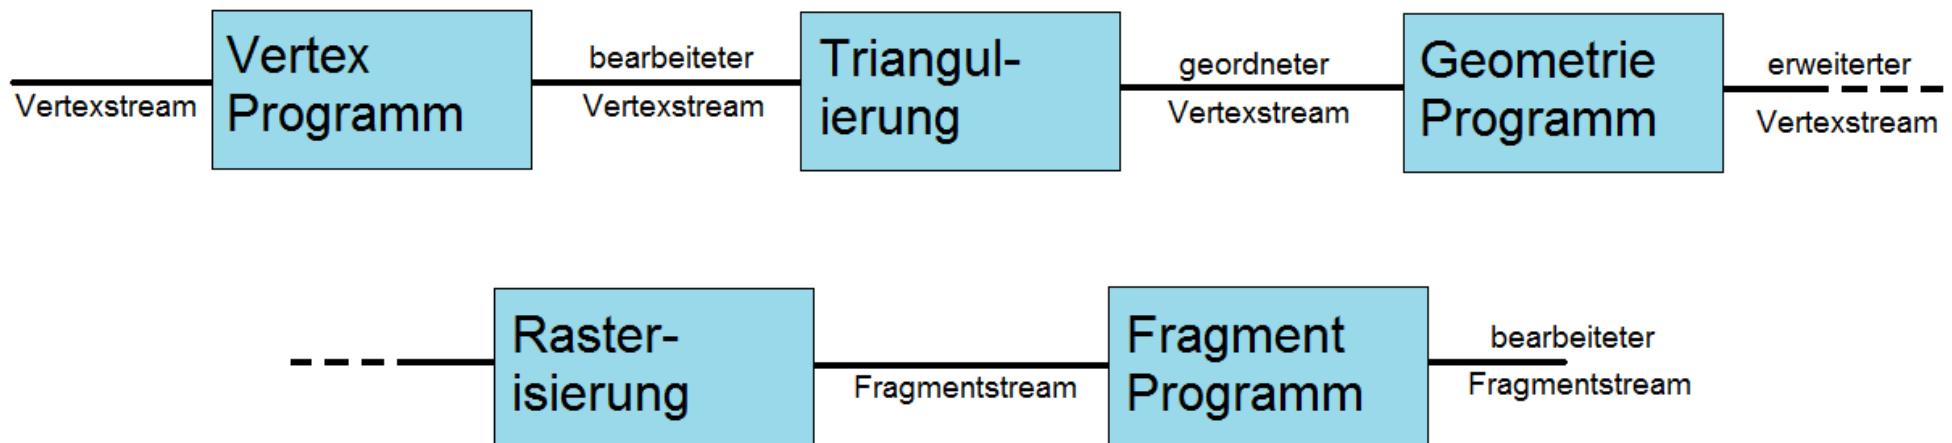 Vertexstream
Vertex
Programm
bearbeiteter
Vertexstream
Triangul-
ierung
geordneter
Vertexstream
Geometrie
Programm
erweiterter
Vertexstream
Raster-
isierung
Fragmentstream
Fragment
Programm
bearbeiteter
Fragmentstream